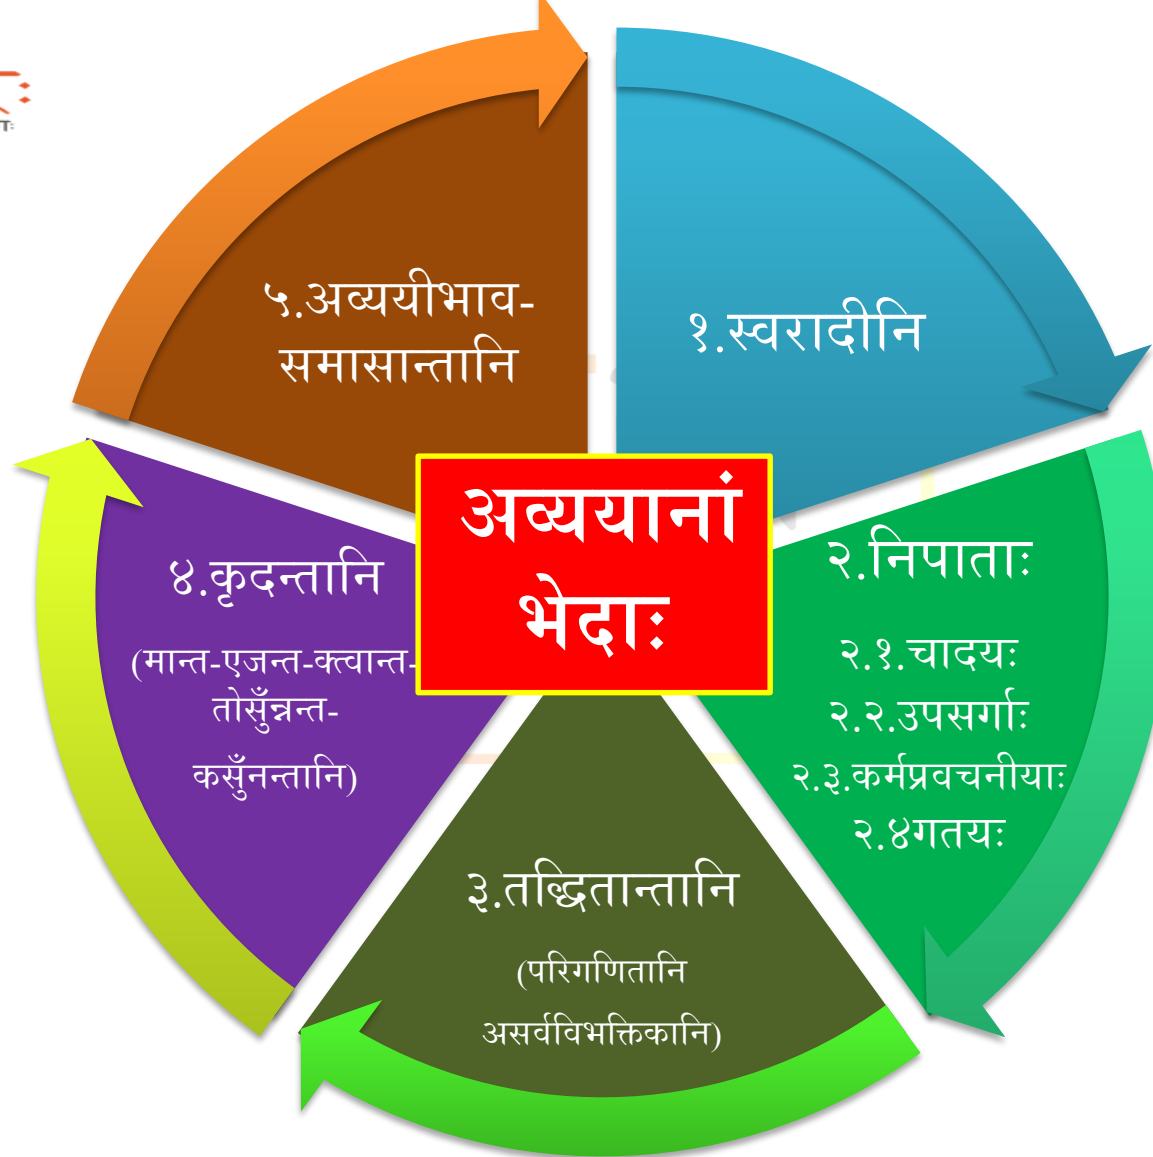 अव्ययानां
भेदाः
१.स्वरादीनि
२.निपाताः
२.१.चादयः
२.२.उपसर्गाः
२.३.कर्मप्रवचनीयाः
२.४गतयः
३.तद्धितान्तानि
(परिगणितानि
असर्वविभक्तिकानि)
४.कृदन्तानि
(मान्त-एजन्त-क्त्वान्त-
तोसुँन्नन्त-
कसुँनन्तानि)
५.अव्ययीभाव-
समासान्तानि